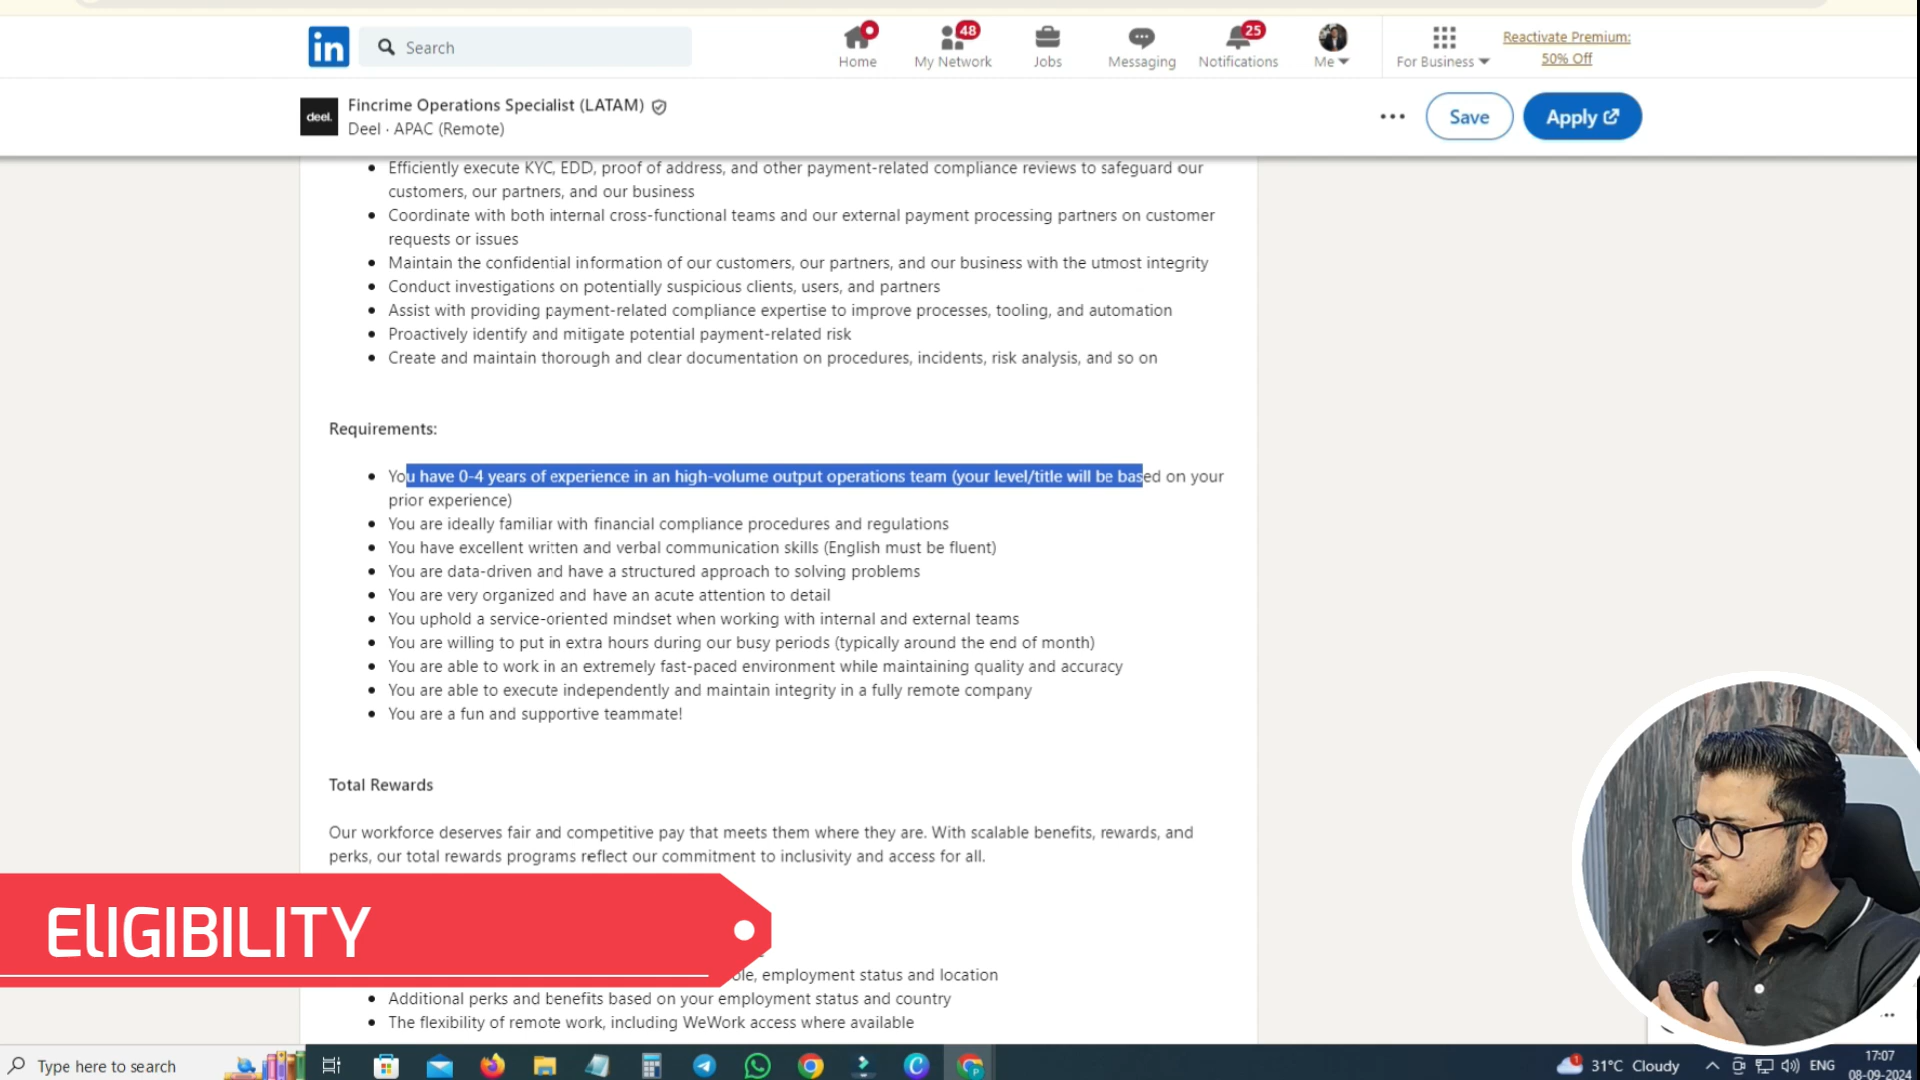 in
Search
Home
48
My Network
Jobs
Messaging
25
Notifications
Me
For Business
Reactivate Premium:
50% Off
deel.
Fincrime Operations Specialist (LATAM)
Deel · APAC (Remote)
Save
Apply
• Efficiently execute KYC, EDD, proof of address, and other payment-related compliance reviews to safeguard our
customers, our partners, and our business
• Coordinate with both internal cross-functional teams and our external payment processing partners on customer
requests or issues
• Maintain the confidential information of our customers, our partners, and our business with the utmost integrity
• Conduct investigations on potentially suspicious clients, users, and partners
• Assist with providing payment-related compliance expertise to improve processes, tooling, and automation
• Proactively identify and mitigate potential payment-related risk
• Create and maintain thorough and clear documentation on procedures, incidents, risk analysis, and so on
Requirements:
• You have 0-4 years of experience in an high-volume output operations team (your level/title will be based on your
prior experience)
• You are ideally familiar with financial compliance procedures and regulations
• You have excellent written and verbal communication skills (English must be fluent)
• You are data-driven and have a structured approach to solving problems
• You are very organized and have an acute attention to detail
• You uphold a service-oriented mindset when working with internal and external teams
• You are willing to put in extra hours during our busy periods (typically around the end of month)
• You are able to work in an extremely fast-paced environment while maintaining quality and accuracy
• You are able to execute independently and maintain integrity in a fully remote company
• You are a fun and supportive teammate!
Total Rewards
Our workforce deserves fair and competitive pay that meets them where they are. With scalable benefits, rewards, and
perks, our total rewards programs reflect our commitment to inclusivity and access for all.
ElIGIBILITY
employment status and location
• Additional perks and benefits based on your employment status and country
• The flexibility of remote work, including WeWork access where available
Type here to search
1
31°C Cloudy
ENG
17:07
08-09-2024